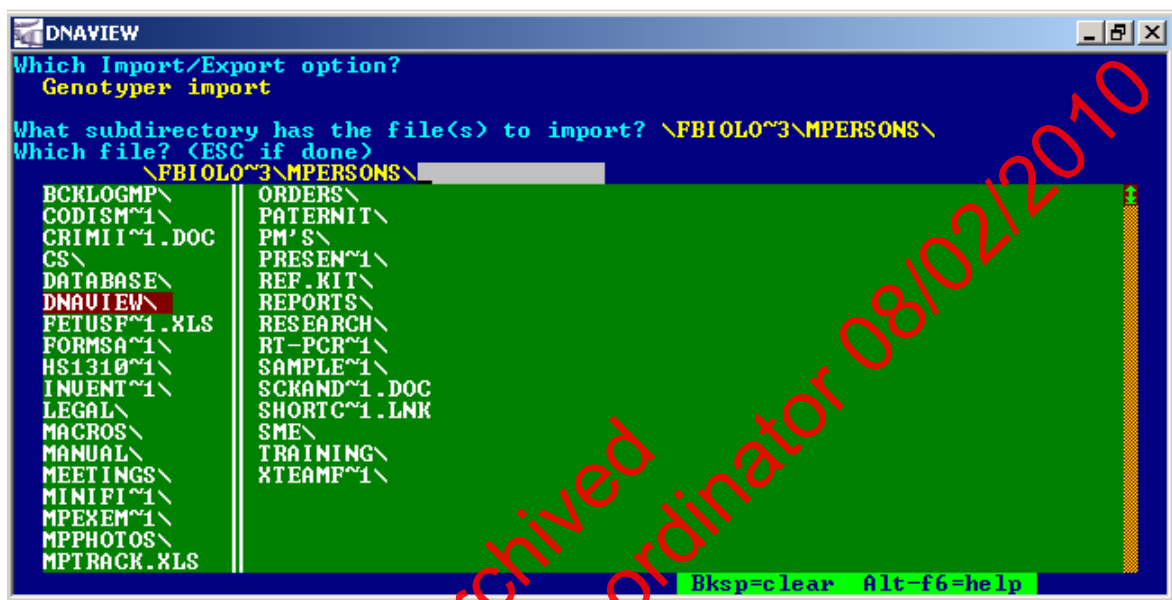 DNAVIEW
Which Import/Export option?
Genotyper import
What subdirectory has the file(s) to import? \FBIOLO~3\MPERSONS\
Which file? (ESC if done)
\FBIOLO~3\MPERSONS\_
BCKLOGMP\ ORDERS\
CODISM~1\ PATERNIT\
CRIMII~1.DOC PM'S\
CS\ PRESEN~1\
DATABASE\ REF.KIT\
DNAVIEW\ REPORTS\
FETUSF~1.XLS RESEARCH\
FORMSA~1\ RT-PCR~1\
HS1310~1\ SAMPLE~1\
INVENT~1\ SCKAND~1.DOC
LEGAL\ SHORTC~1.LNK
MACROS\ SME\
MANUAL\ TRAINING\
MEETINGS\ XTEAMF~1\
MINIFI~1\
MPEXEM~1\
MPPHOTOS\
MPTRACK.XLS
Bksp=clear Alt-f6=help
chived
ordinator 08/02/2010